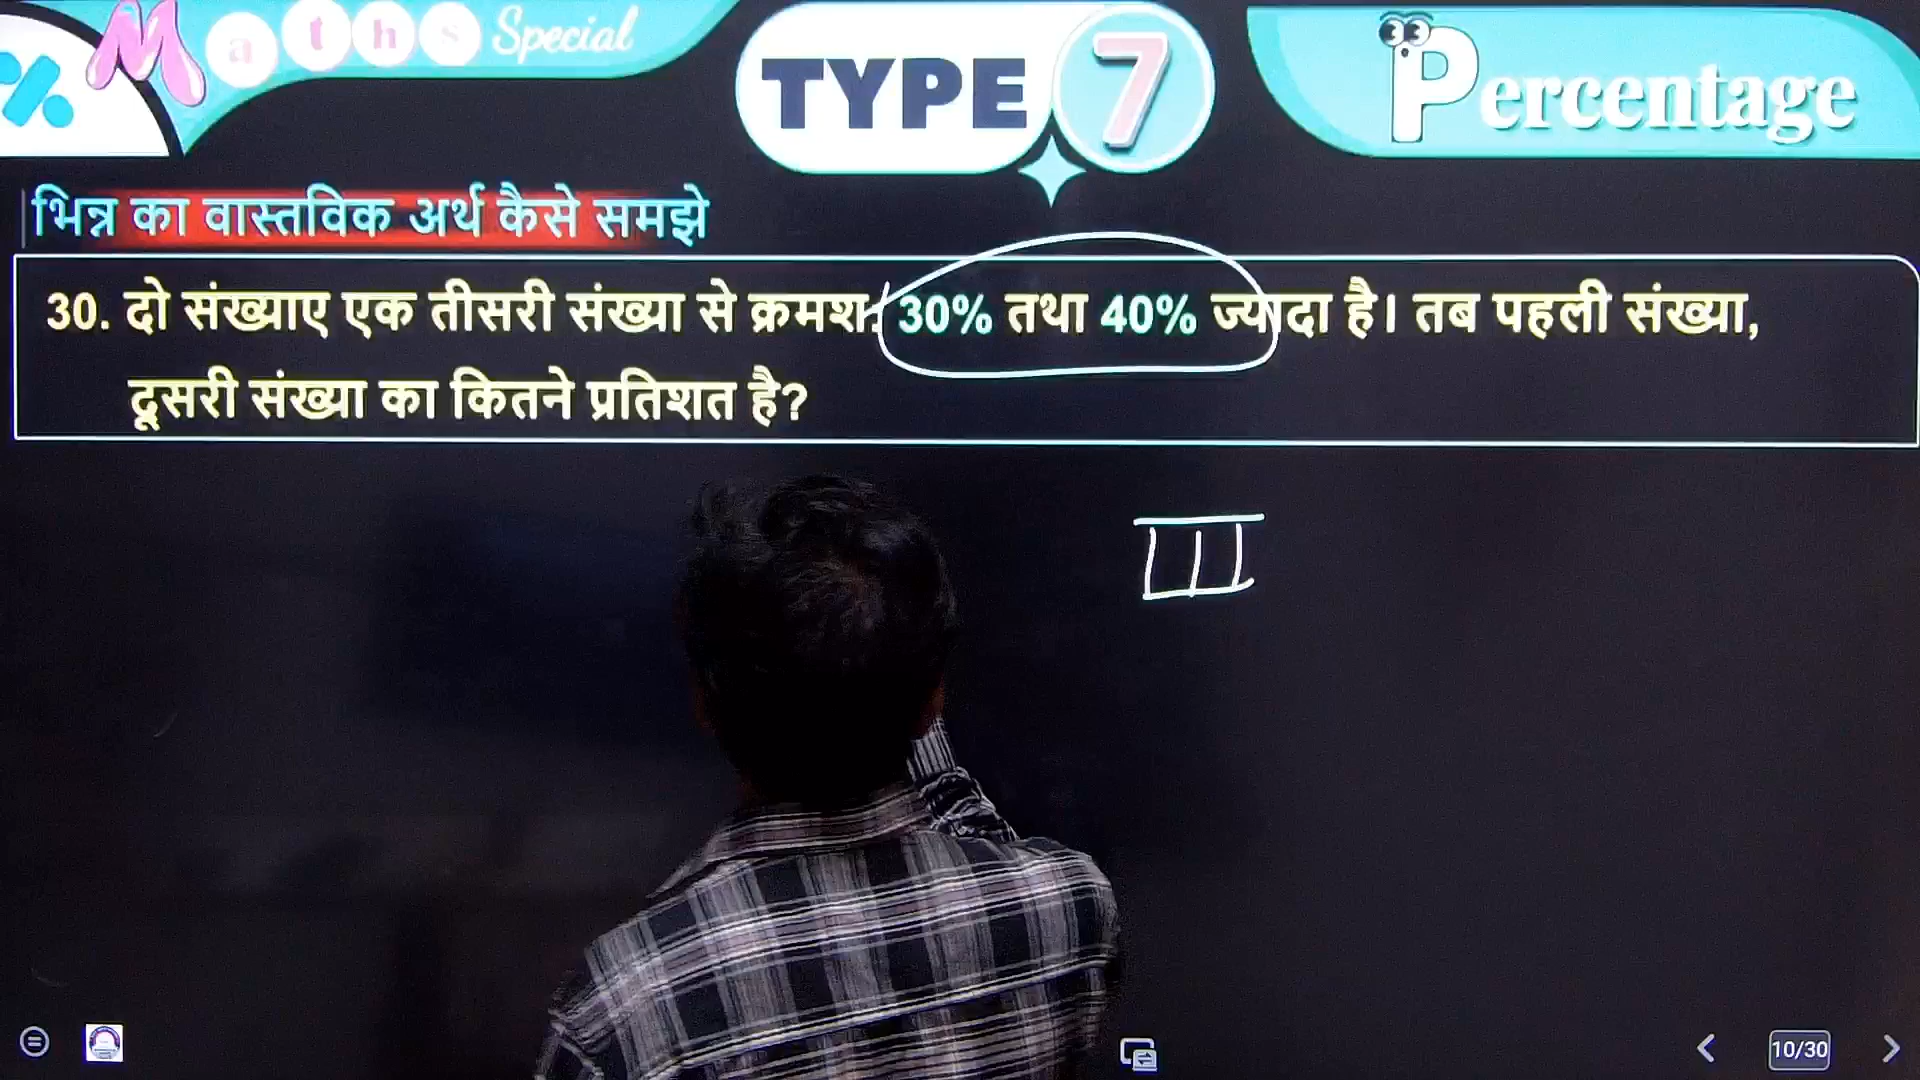 Maths Special
TYPE 7
Percentage
%
भिन्न का वास्तविक अर्थ कैसे समझे
30. दो संख्याए एक तीसरी संख्या से क्रमश: 30% तथा 40% ज्यादा है। तब पहली संख्या,
दूसरी संख्या का कितने प्रतिशत है?
III
10/30